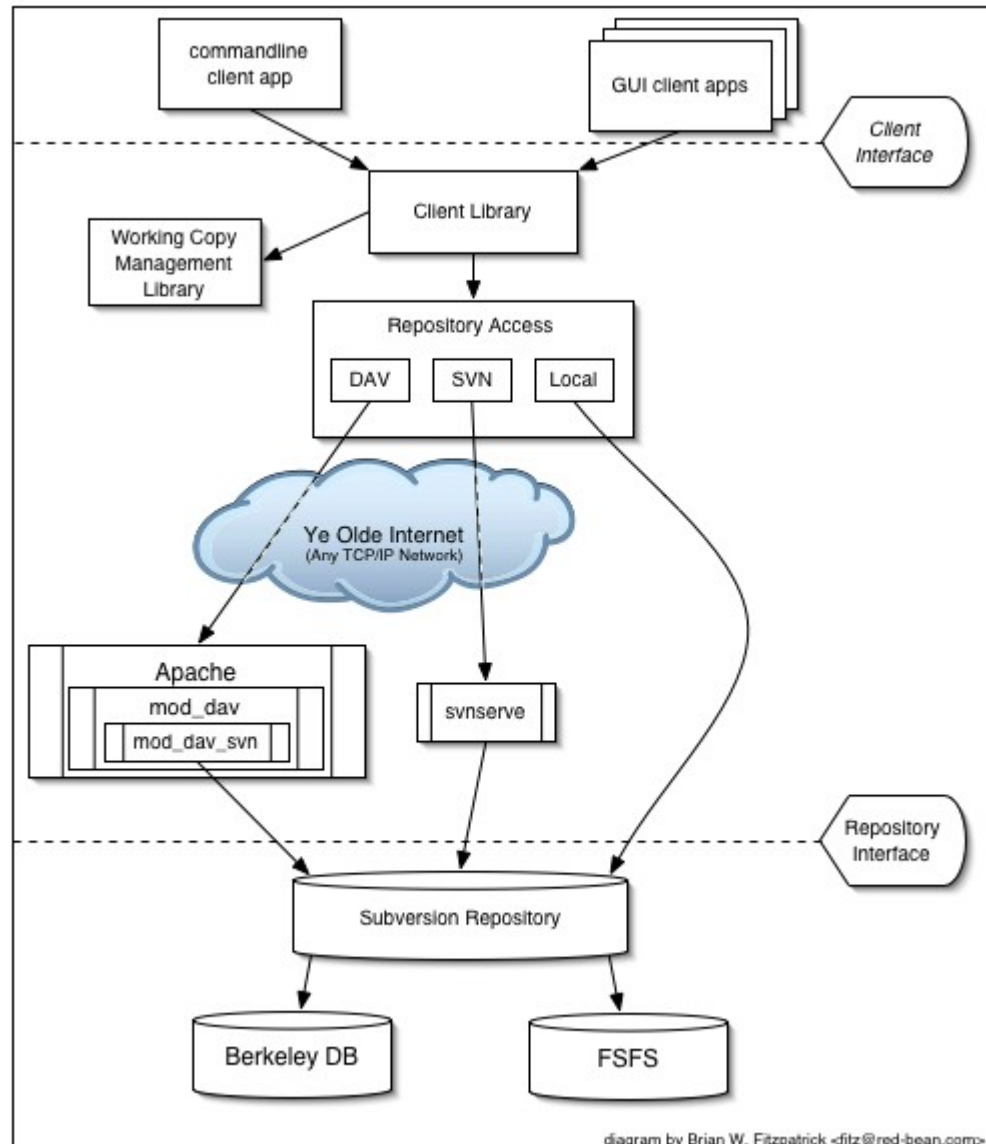 commandline
client app
GUI client apps
Client
Interface
Client Library
Working Copy
Management
Library
Repository Access
DAV
SVN
Local
Ye Olde Internet
(Any TCP/IP Network)
Apache
mod_dav
mod_dav_svn
svnserve
Repository
Interface
Subversion Repository
Berkeley DB
FSFS
diagram by Brian W. Fitzpatrick <fitz@red-bean.com>